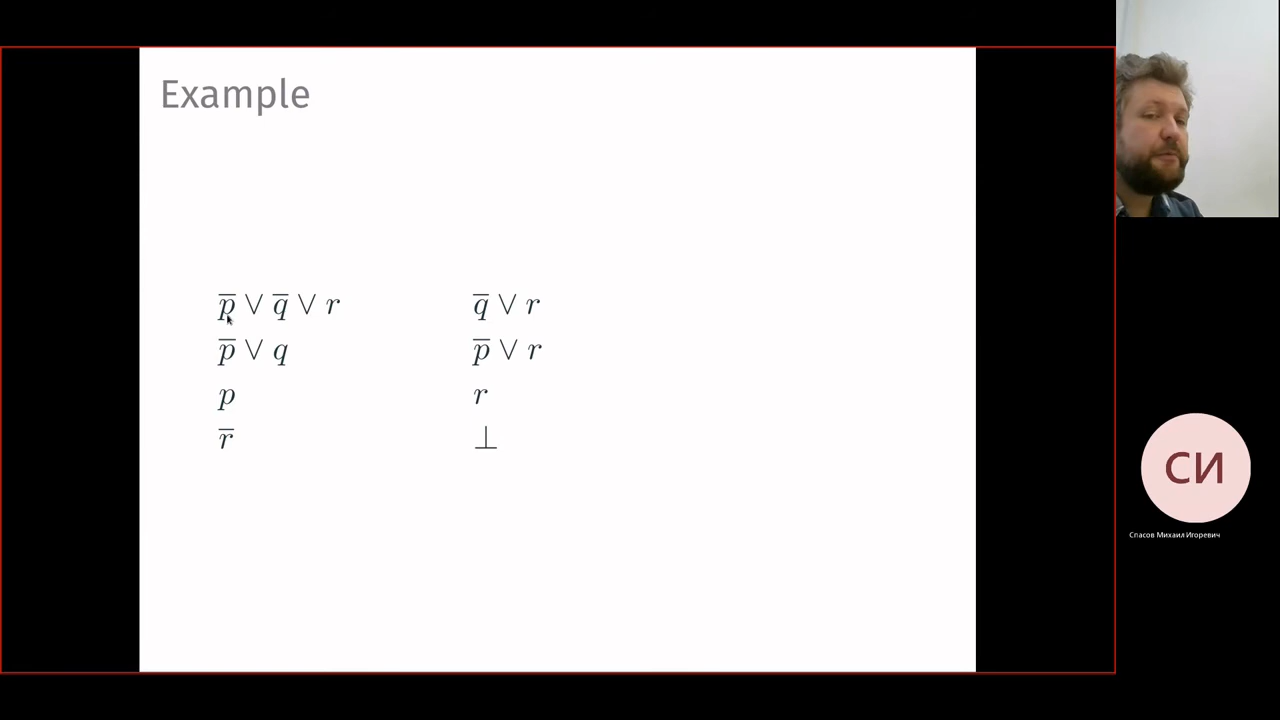 Example
p̅ ∨ q̅ ∨ r
p̅ ∨ q
p
r̅
q̅ ∨ r
p̅ ∨ r
r
⊥
СИ
Спасов Михаил Игоревич